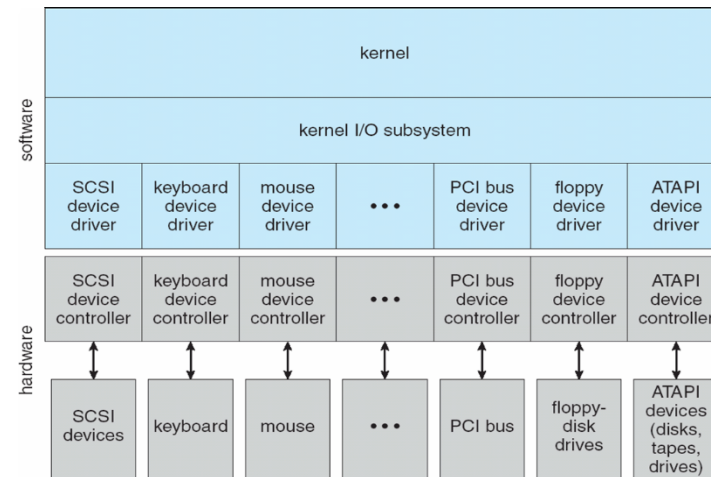 software
kernel
kernel I/O subsystem
SCSI
device
driver
keyboard
device
driver
mouse
device
driver
•••
PCI bus
device
driver
floppy
device
driver
ATAPI
device
driver
hardware
SCSI
device
controller
keyboard
device
controller
mouse
device
controller
•••
PCI bus
device
controller
floppy
device
controller
ATAPI
device
controller
SCSI
devices
keyboard
mouse
•••
PCI bus
floppy-
disk
drives
ATAPI
devices
(disks,
tapes,
drives)